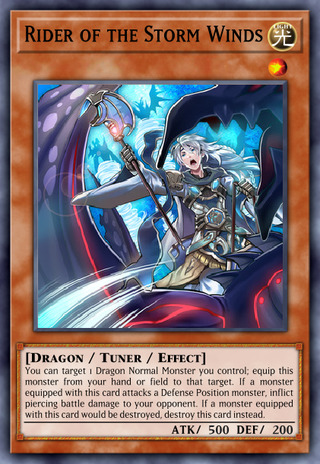 Rider of the Storm Winds
LIGHT
光
[Dragon / Tuner / Effect]
You can target 1 Dragon Normal Monster you control; equip this
monster from your hand or field to that target. If a monster
equipped with this card attacks a Defense Position monster, inflict
piercing battle damage to your opponent. If a monster equipped
with this card would be destroyed, destroy this card instead.
ATK/ 500 DEF/ 200